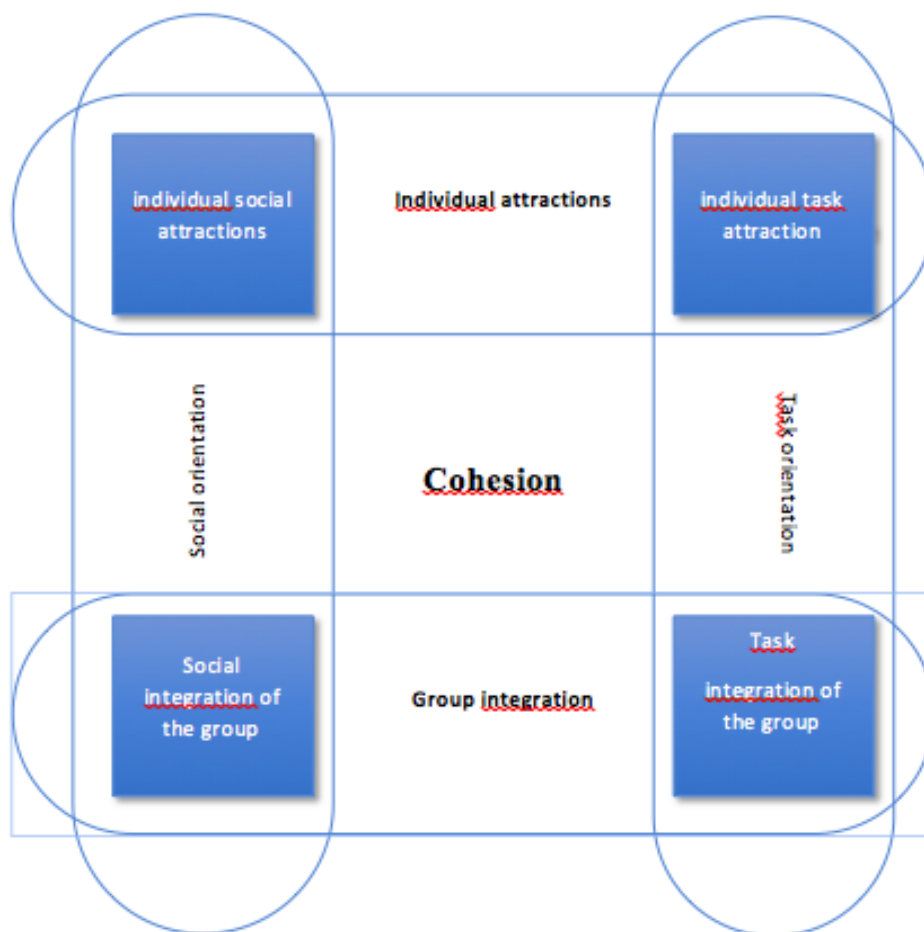 individual social
attractions
Individual attractions
individual task
attraction
Social orientation
Cohesion
Task orientation
Social
integration of
the group
Group integration
Task
integration of
the group